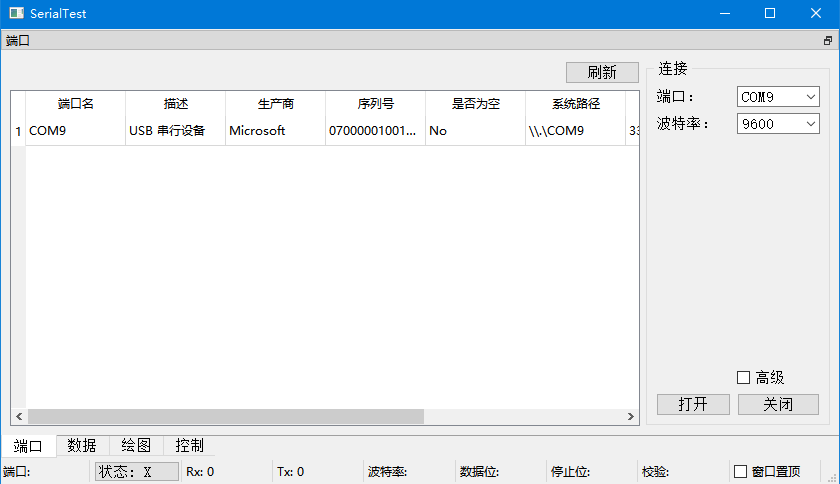 SerialTest
端口
刷新
连接
端口名 描述 生产商 序列号 是否为空 系统路径
1 COM9 USB 串行设备 Microsoft 07000001001... No \\.\COM9 33
端口： COM9
波特率： 9600
高级
打开 关闭
端口 数据 绘图 控制
端口: 状态: X Rx: 0 Tx: 0 波特率: 数据位: 停止位: 校验: 窗口置顶